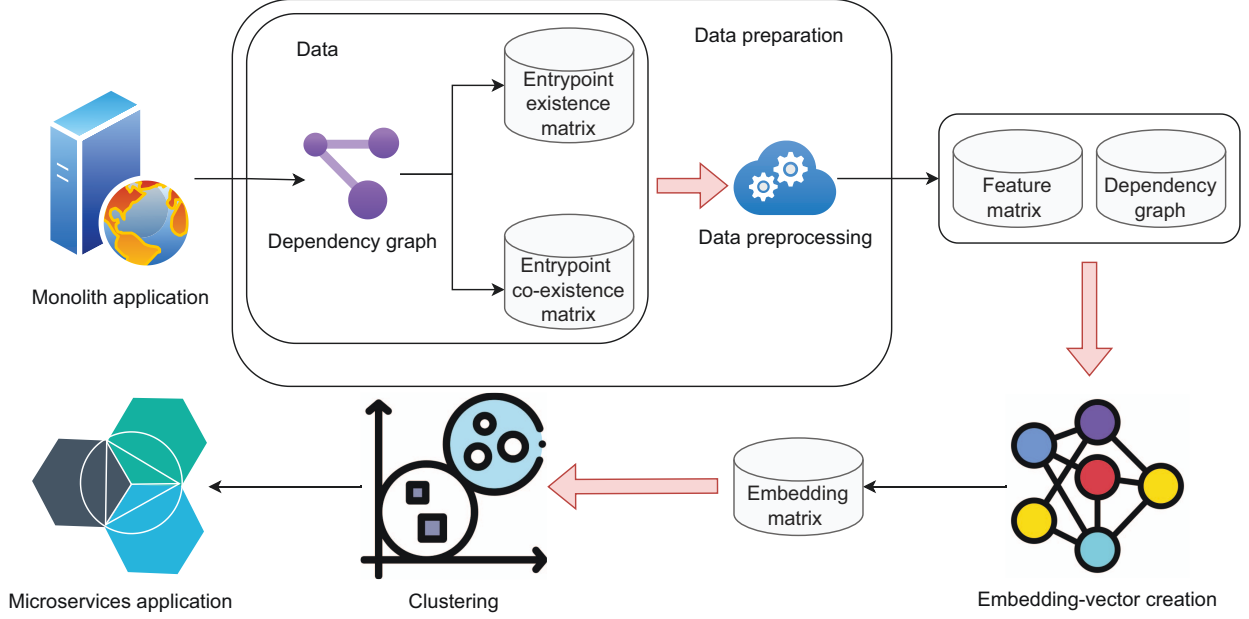 Data
Data preparation
Entrypoint
existence
matrix
Dependency graph
Entrypoint
co-existence
matrix
Data preprocessing
Feature
matrix
Dependency
graph
Monolith application
Microservices application
Clustering
Embedding
matrix
Embedding-vector creation